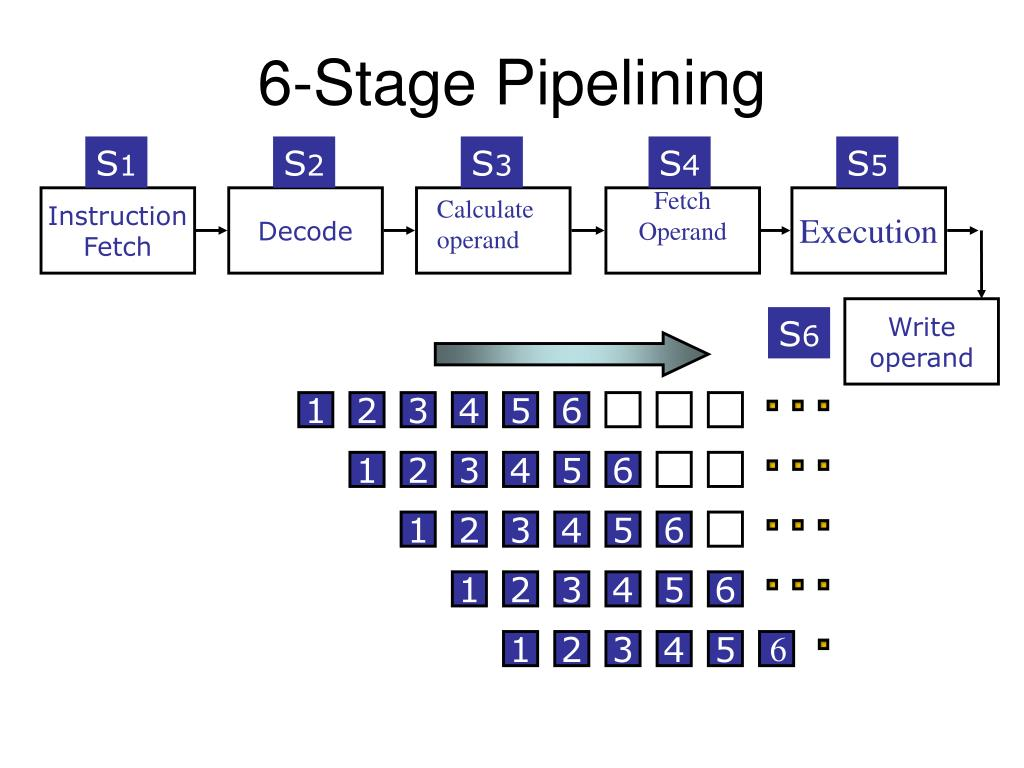 6-Stage Pipelining
S1 S2 S3 S4 S5
Instruction
Fetch
Decode
Calculate
operand
Fetch
Operand
Execution
S6
Write
operand
1 2 3 4 5 6
1 2 3 4 5 6
1 2 3 4 5 6
1 2 3 4 5 6
1 2 3 4 5 6